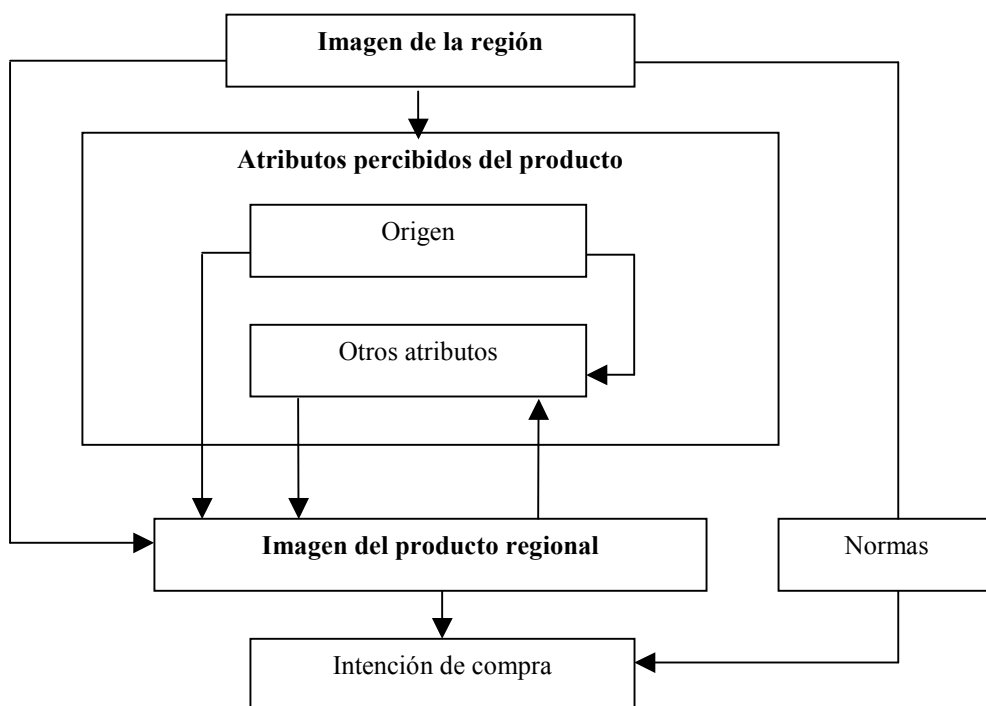 Imagen de la región
Atributos percibidos del producto
Origen
Otros atributos
Imagen del producto regional
Normas
Intención de compra